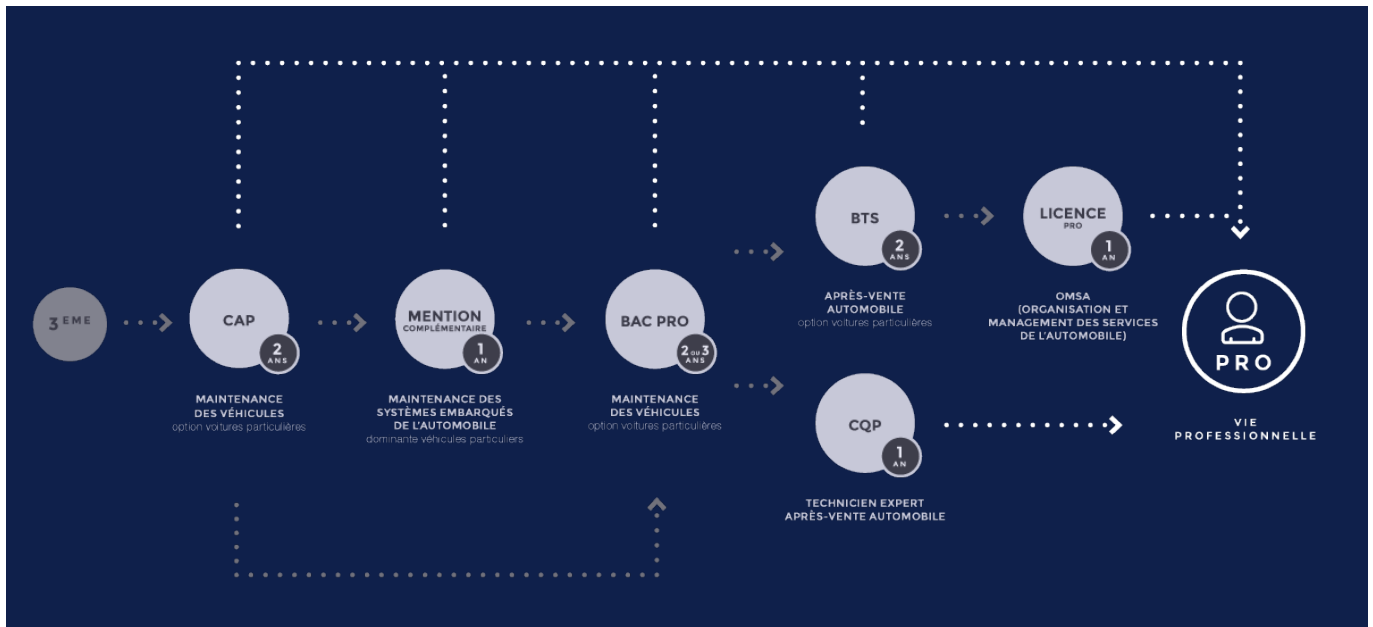 3 EME
CAP
2
ANS
MAINTENANCE
DES VÉHICULES
option voitures particulières
MENTION
COMPLÉMENTAIRE
1
AN
MAINTENANCE DES
SYSTÈMES EMBARQUÉS
DE L'AUTOMOBILE
dominante véhicules particuliers
BAC PRO
2 OU 3
ANS
MAINTENANCE
DES VÉHICULES
option voitures particulières
BTS
2
ANS
APRÈS-VENTE
AUTOMOBILE
option voitures particulières
LICENCE
PRO
1
AN
OMSA
(ORGANISATION ET
MANAGEMENT DES SERVICES
DE L'AUTOMOBILE)
CQP
1
AN
TECHNICIEN EXPERT
APRÈS-VENTE AUTOMOBILE
PRO
VIE
PROFESSIONNELLE